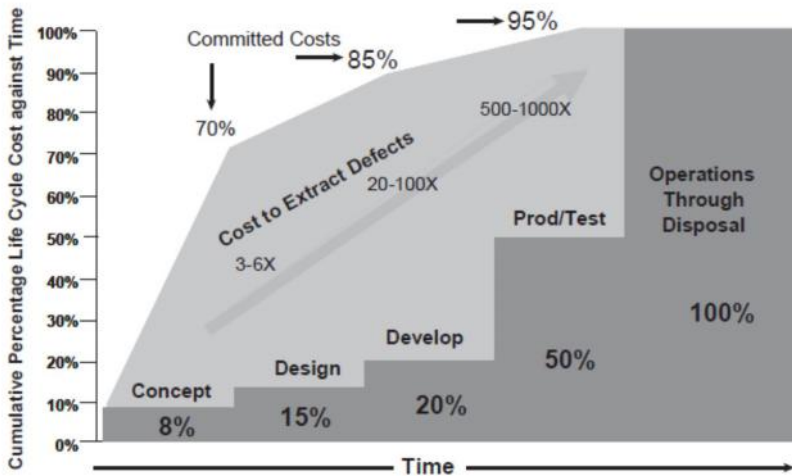 Cumulative Percentage Life Cycle Cost against Time
100%
90%
80%
70%
60%
50%
40%
30%
20%
10%
0%
Committed Costs
70%
85%
95%
Cost to Extract Defects
3-6X
20-100X
500-1000X
Concept
8%
Design
15%
Develop
20%
Prod/Test
50%
Operations
Through
Disposal
100%
Time